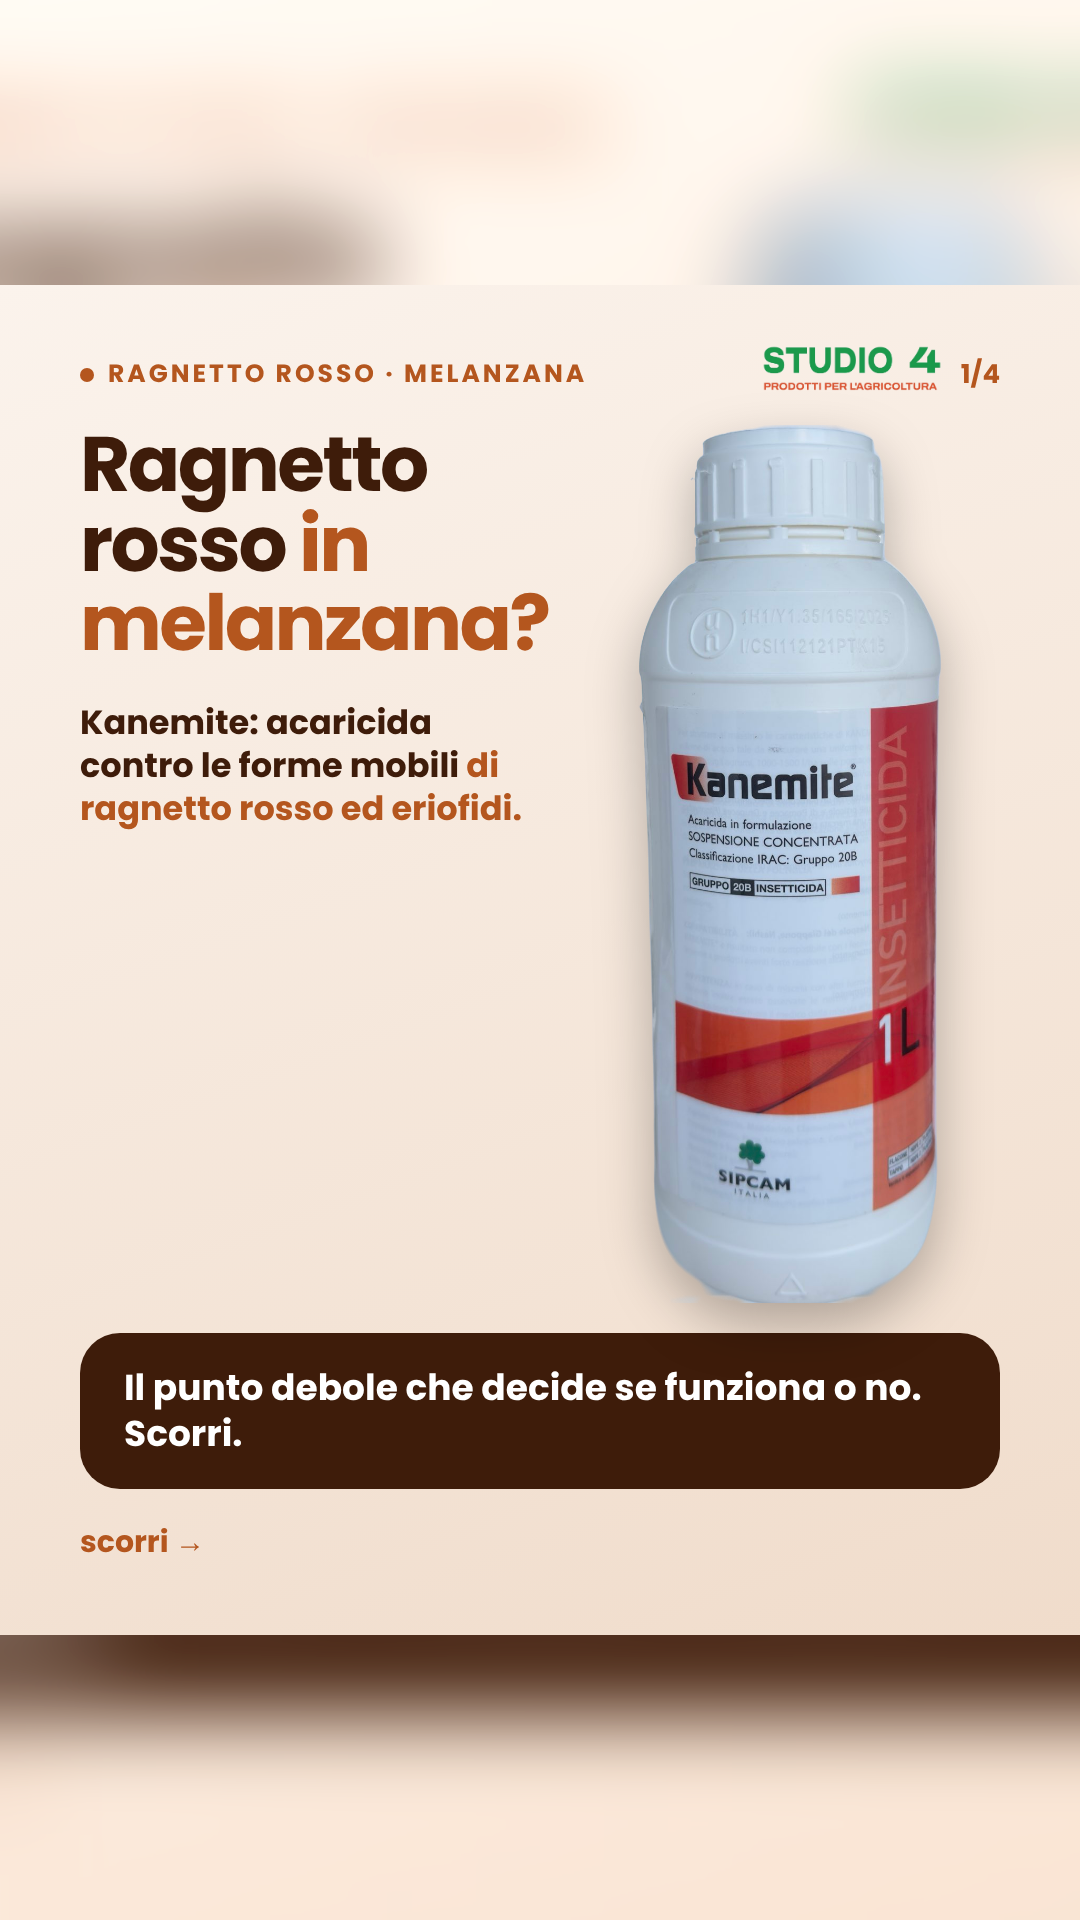 RAGNETTO ROSSO · MELANZANA
STUDIO 4
PRODOTTI PER L'AGRICOLTURA
1/4
Ragnetto
rosso in
melanzana?
Kanemite: acaricida
contro le forme mobili di
ragnetto rosso ed eriofidi.
Kanemite®
Acaricida in formulazione
SOSPENSIONE CONCENTRATA
Classificazione IRAC: Gruppo 20B
GRUPPO 20B INSETTICIDA
INSETTICIDA
1L
SIPCAM
ITALIA
Il punto debole che decide se funziona o no.
Scorri.
scorri →